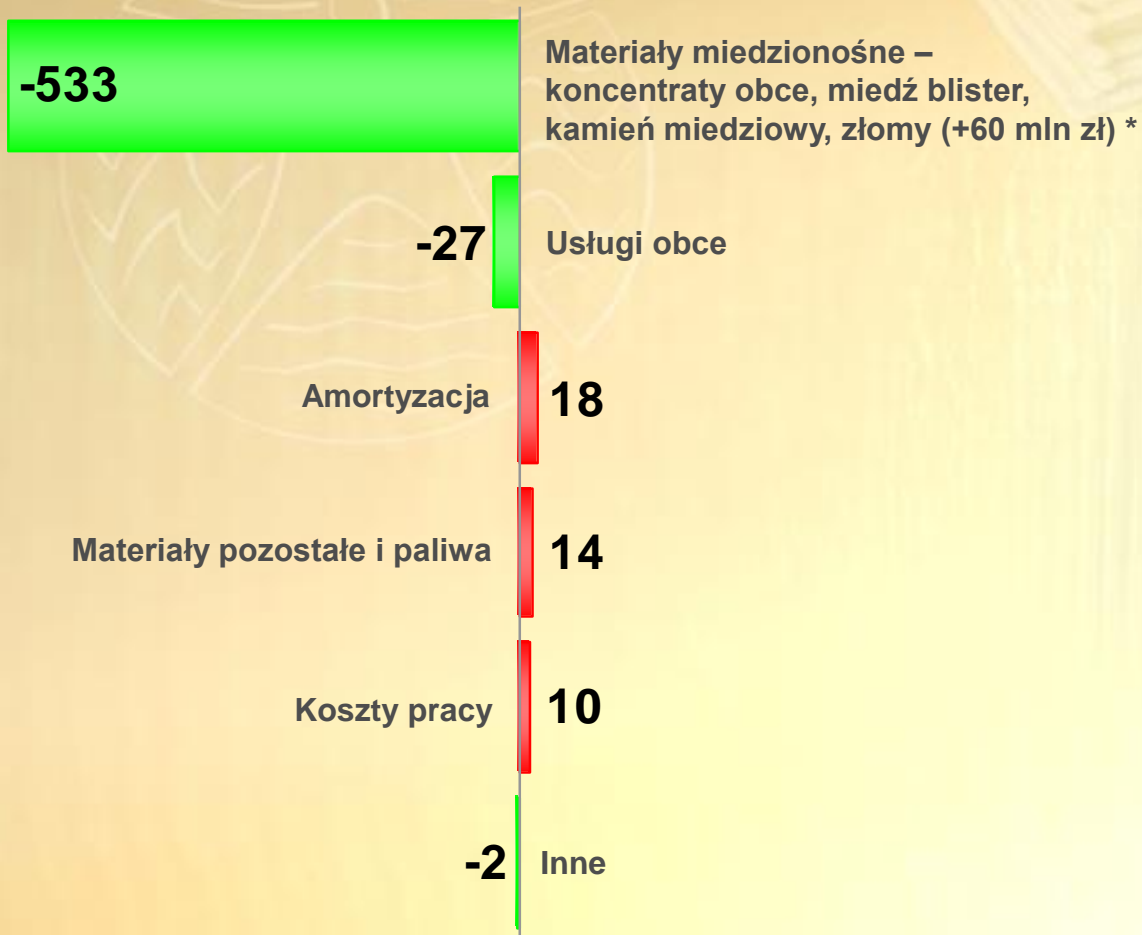 -533
Materiały miedzionośne –
koncentraty obce, miedź blister,
kamień miedziowy, złomy (+60 mln zł) *
-27
Usługi obce
Amortyzacja
18
Materiały pozostałe i paliwa
14
Koszty pracy
10
-2
Inne